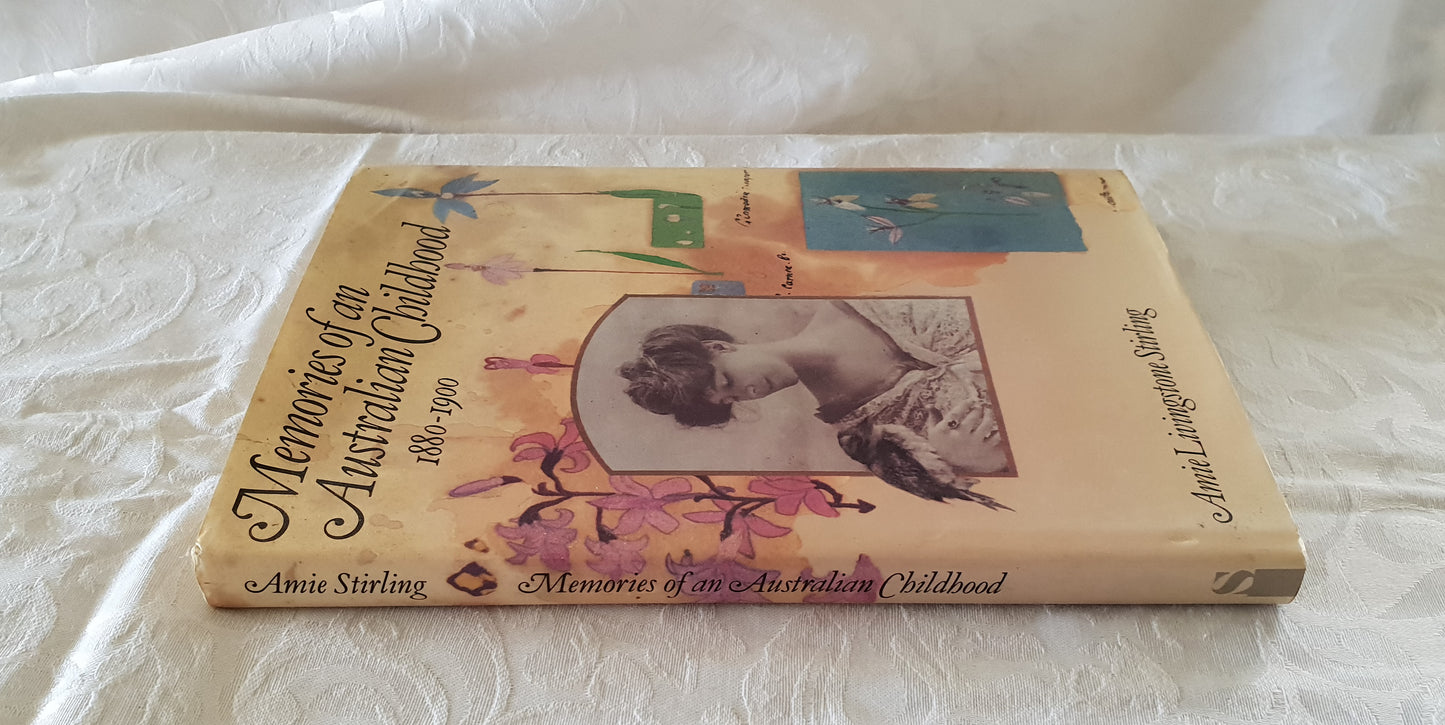 Memories of an
Australian Childhood
1880-1900
Amie Livingstone Stirling
Amie Stirling
Memories of an Australian Childhood
S